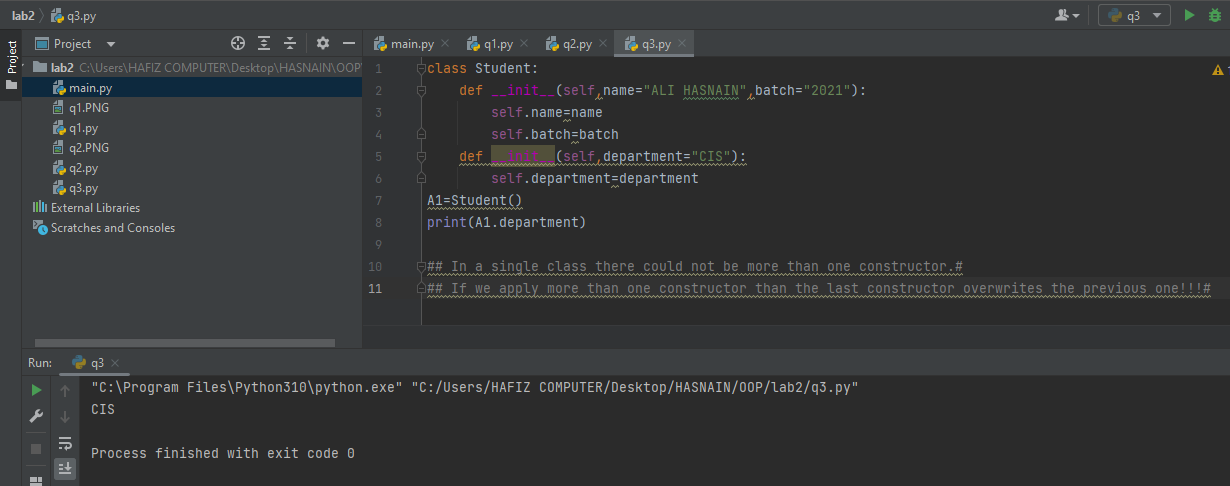 lab2 q3.py
q3
Project
main.py q1.py q2.py q3.py
Project
lab2 C:\Users\HAFIZ COMPUTER\Desktop\HASNAIN\OOP\
main.py
q1.PNG
q1.py
q2.PNG
q2.py
q3.py
External Libraries
Scratches and Consoles
1 class Student:
2 def __init__(self,name="ALI HASNAIN",batch="2021"):
3 self.name=name
4 self.batch=batch
5 def __init__(self,department="CIS"):
6 self.department=department
7 A1=Student()
8 print(A1.department)
9
10 ## In a single class there could not be more than one constructor.#
11 ## If we apply more than one constructor than the last constructor overwrites the previous one!!!#
Run: q3
"C:\Program Files\Python310\python.exe" "C:/Users/HAFIZ COMPUTER/Desktop/HASNAIN/OOP/lab2/q3.py"
CIS
Process finished with exit code 0